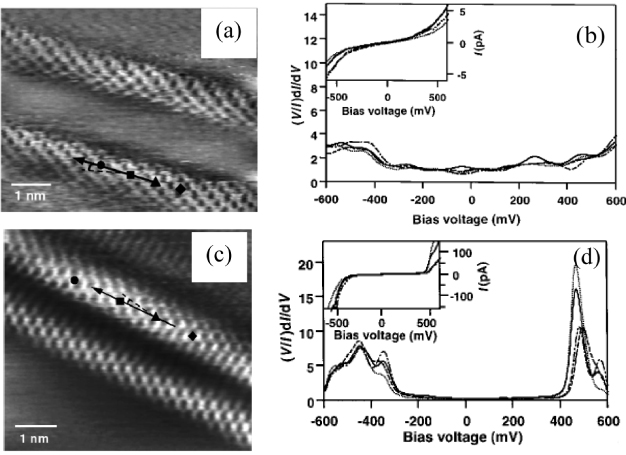 (a)
1 nm
(b)
14
12
10
8
6
4
2
0
(V/I)dI/dV
-600 -400 -200 0 200 400 600
Bias voltage (mV)
5
0
-5
I(pA)
-500 0 500
Bias voltage (mV)
(c)
1 nm
(d)
20
15
10
5
0
(V/I)dI/dV
-600 -400 -200 0 200 400 600
Bias voltage (mV)
100
0
-100
I(pA)
-500 0 500
Bias voltage (mV)